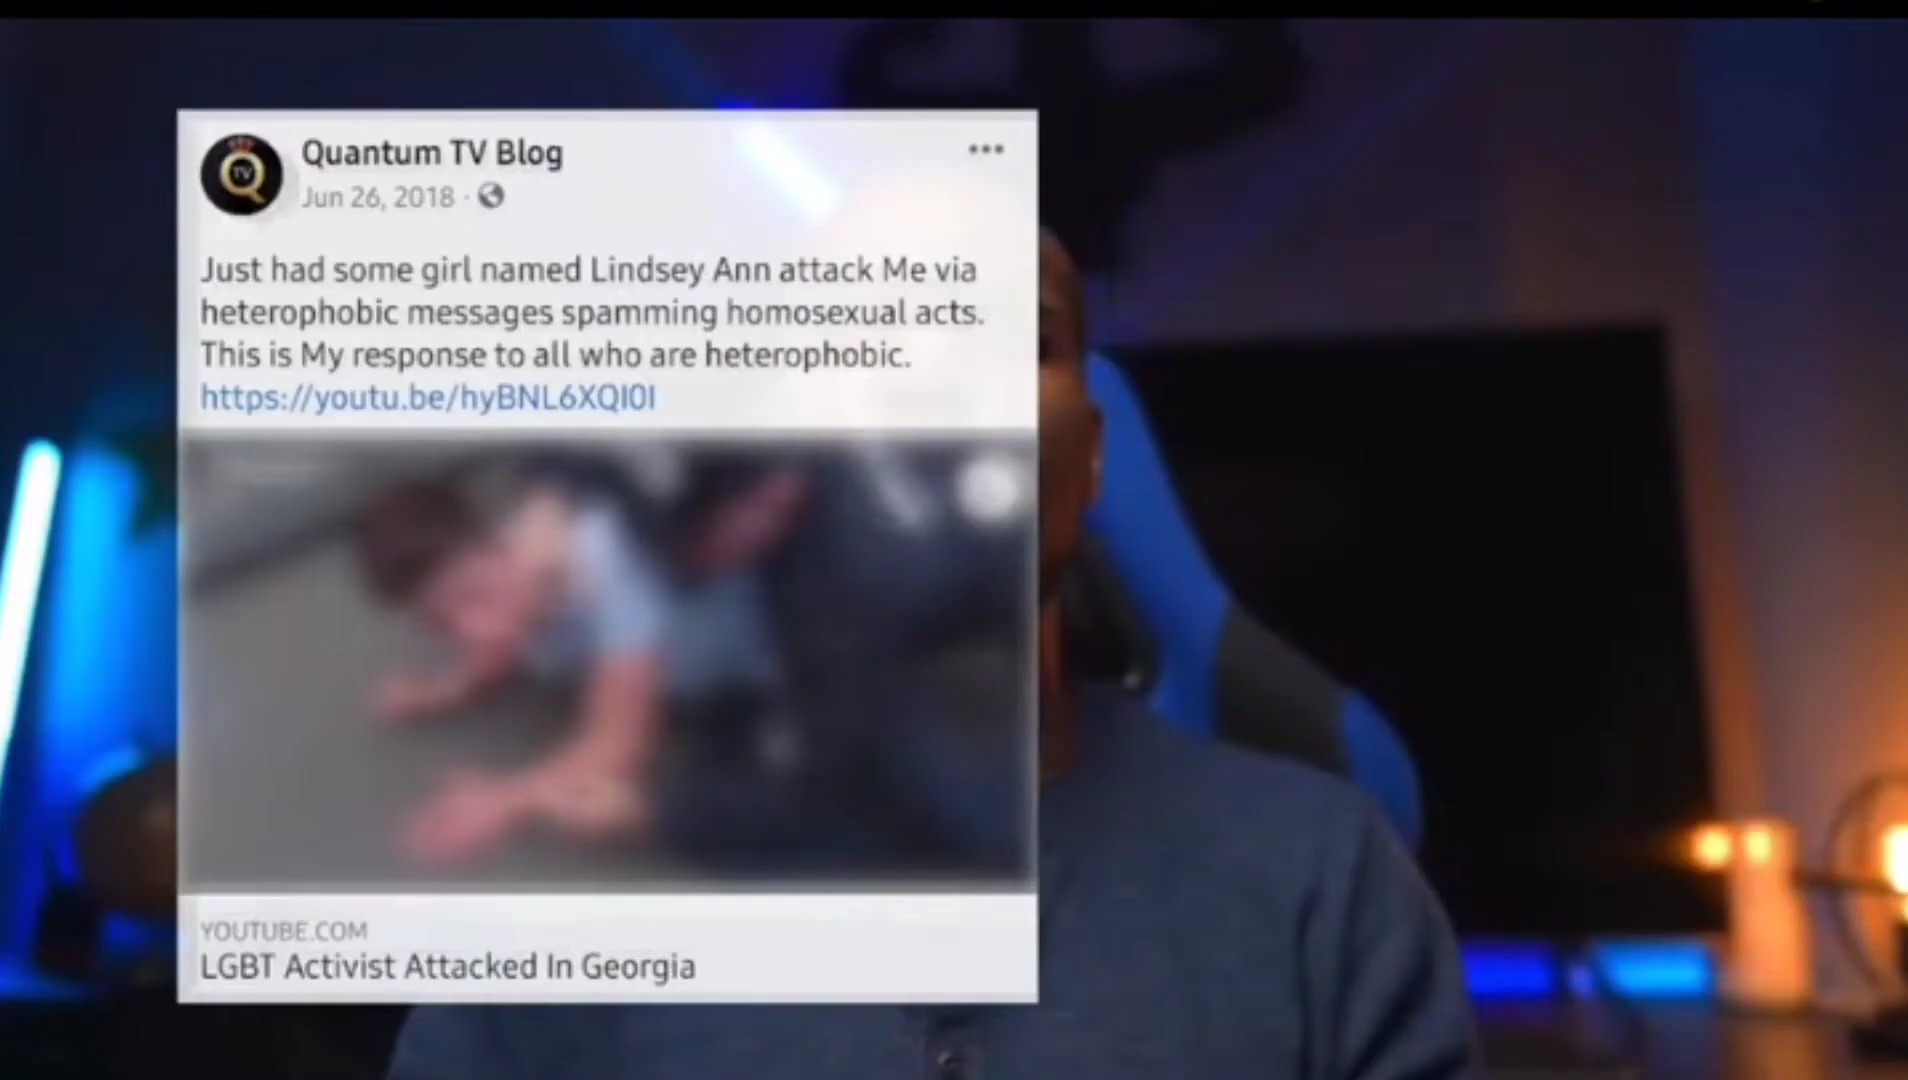 Quantum TV Blog
Jun 26, 2018 ·
Just had some girl named Lindsey Ann attack Me via
heterophobic messages spamming homosexual acts.
This is My response to all who are heterophobic.
https://youtu.be/hyBNL6XQI0I
YOUTUBE.COM
LGBT Activist Attacked In Georgia
TV
Q